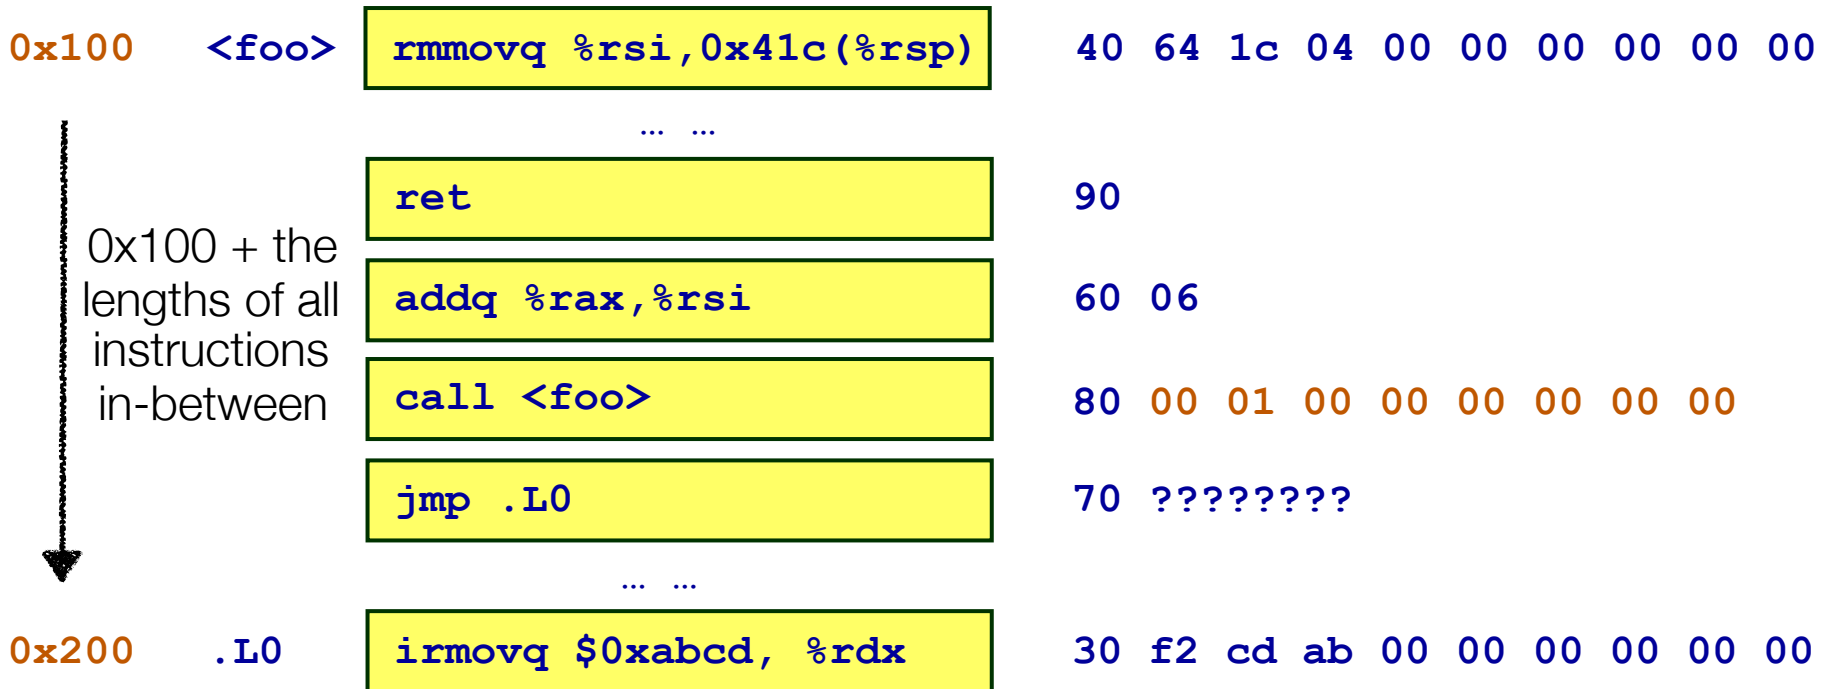 0x100 <foo> rmmovq %rsi,0x41c(%rsp) 40 64 1c 04 00 00 00 00 00 00
… …
ret 90
0x100 + the
lengths of all
instructions
in-between
addq %rax,%rsi 60 06
call <foo> 80 00 01 00 00 00 00 00 00
jmp .L0 70 ????????
… …
0x200 .L0 irmovq $0xabcd, %rdx 30 f2 cd ab 00 00 00 00 00 00